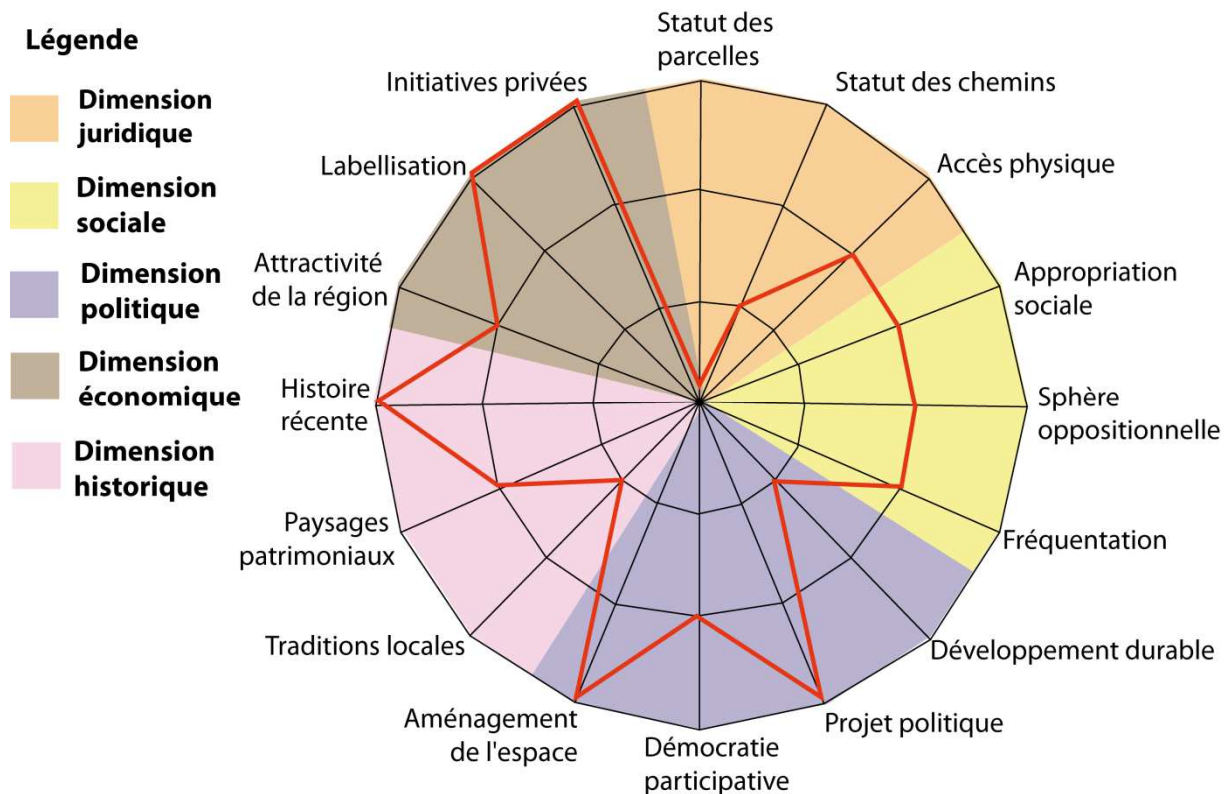 Légende
Dimension
juridique
Dimension
sociale
Dimension
politique
Dimension
économique
Dimension
historique
Statut des
parcelles
Statut des chemins
Accès physique
Appropriation
sociale
Sphère
oppositionnelle
Fréquentation
Développement durable
Projet politique
Démocratie
participative
Aménagement
de l'espace
Traditions locales
Paysages
patrimoniaux
Histoire
récente
Attractivité
de la région
Labellisation
Initiatives privées